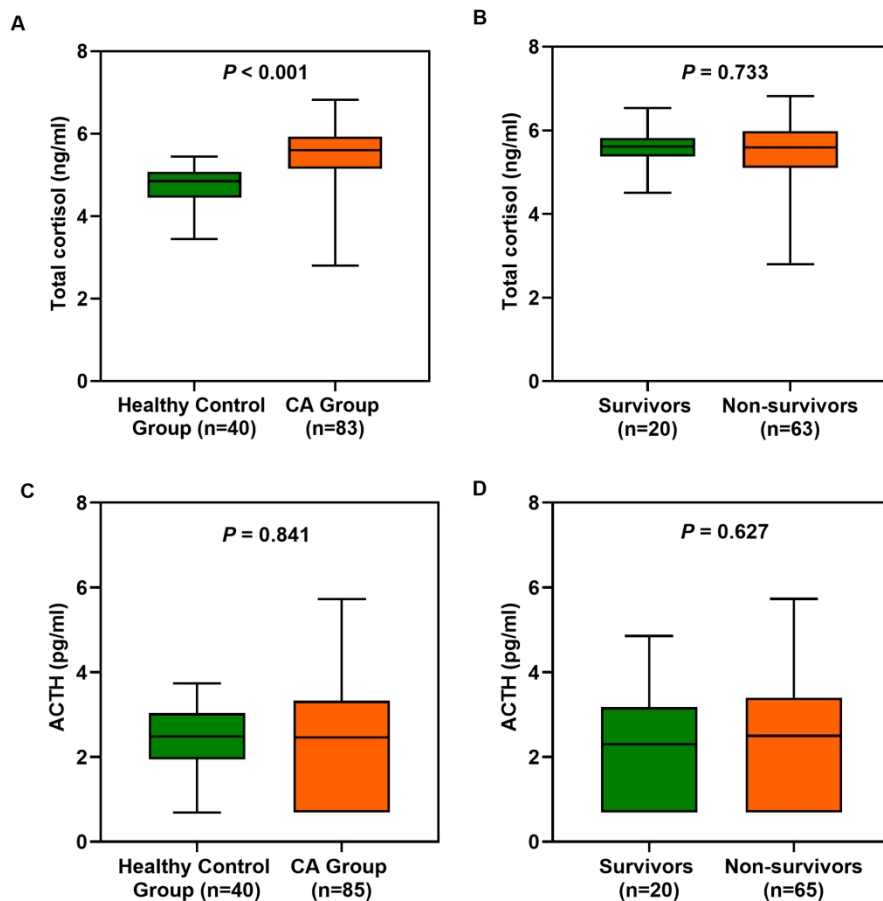 A
P < 0.001
Total cortisol (ng/ml)
8
6
4
2
0
Healthy Control
Group (n=40)
CA Group
(n=83)
B
P = 0.733
Total cortisol (ng/ml)
8
6
4
2
0
Survivors
(n=20)
Non-survivors
(n=63)
C
P = 0.841
ACTH (pg/ml)
8
6
4
2
0
Healthy Control
Group (n=40)
CA Group
(n=85)
D
P = 0.627
ACTH (pg/ml)
8
6
4
2
0
Survivors
(n=20)
Non-survivors
(n=65)